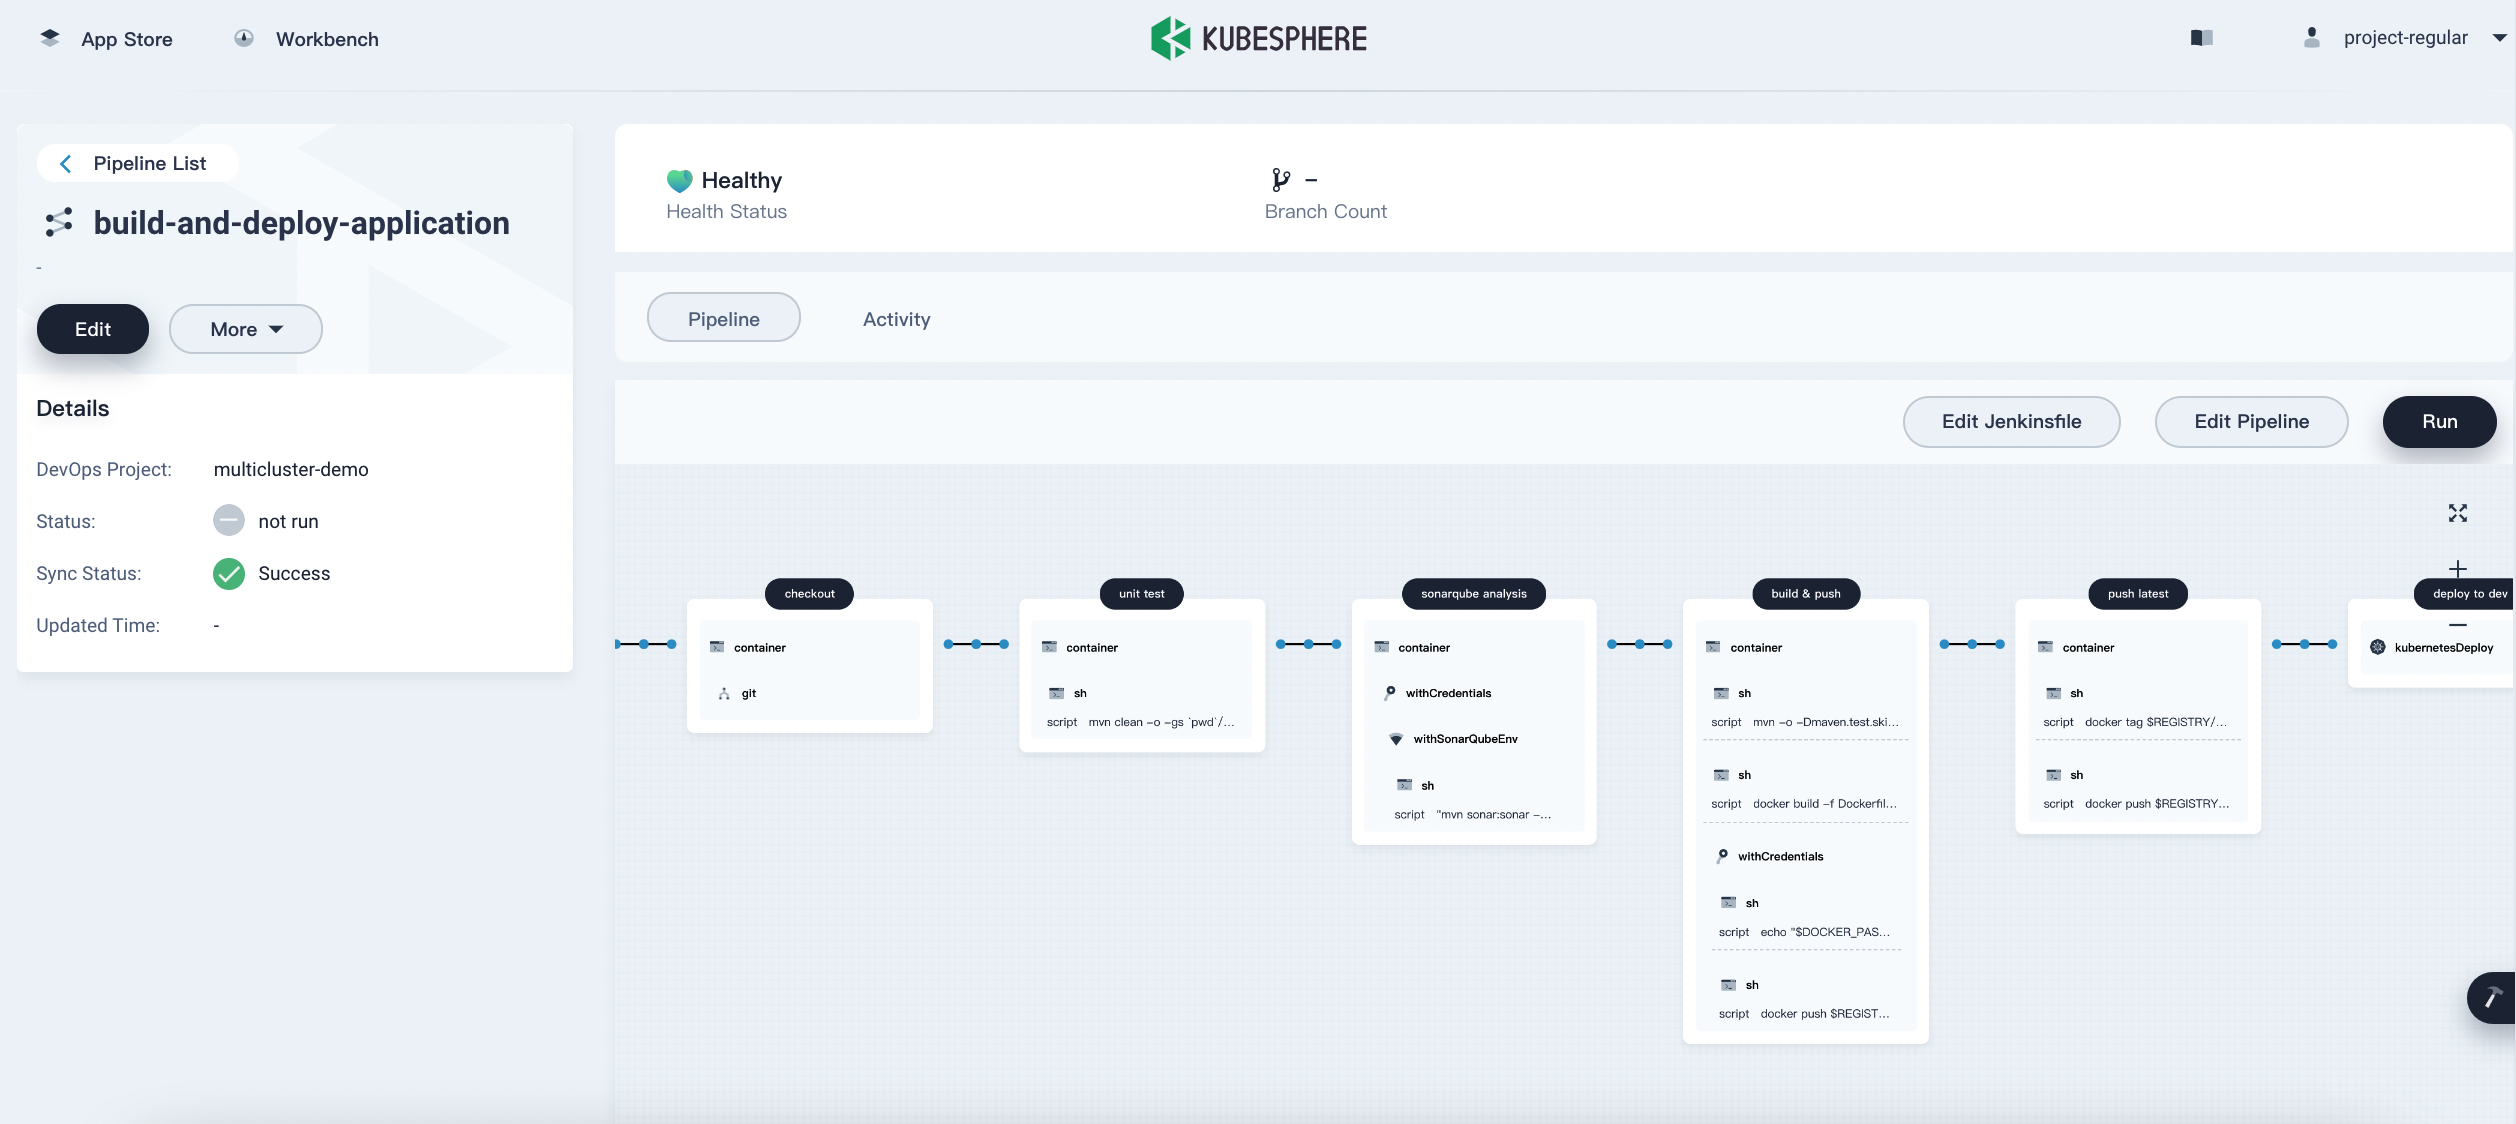 App Store
Workbench
KUBESPHERE
project-regular
Pipeline List
build-and-deploy-application
-
Edit
More
Details
DevOps Project: multicluster-demo
Status: not run
Sync Status: Success
Updated Time: -
Healthy
Health Status
–
Branch Count
Pipeline
Activity
Edit Jenkinsfile
Edit Pipeline
Run
checkout
container
git
unit test
container
sh
script mvn clean -o -gs `pwd`/...
sonarqube analysis
container
withCredentials
withSonarQubeEnv
sh
script "mvn sonar:sonar -...
build & push
container
sh
script mvn -o -Dmaven.test.ski...
sh
script docker build -f Dockerfil...
withCredentials
sh
script echo "$DOCKER_PAS...
sh
script docker push $REGIST...
push latest
container
sh
script docker tag $REGISTRY/...
sh
script docker push $REGISTRY...
deploy to dev
kubernetesDeploy